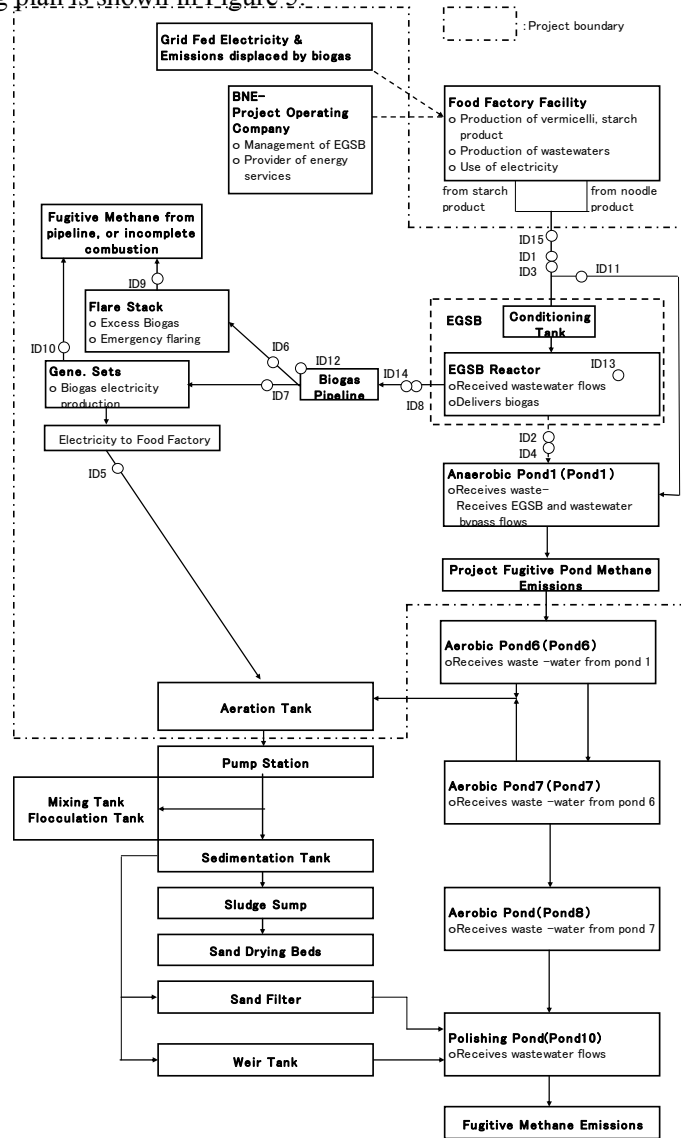 g plan is shown in Figure 5.
: Project boundary
Grid Fed Electricity &
Emissions displaced by biogas
BNE-
Project Operating
Company
o Management of EGSB
o Provider of energy
services
Food Factory Facility
o Production of vermicelli, starch
product
o Production of wastewaters
o Use of electricity
from starch
product
from noodle
product
Fugitive Methane from
pipeline, or incomplete
combustion
ID15
ID1
ID3
ID11
ID9
Flare Stack
o Excess Biogas
o Emergency flaring
EGSB
Conditioning
Tank
ID10
ID6
ID12
Gene. Sets
o Biogas electricity
production
ID7
Biogas
Pipeline
ID14
ID8
EGSB Reactor
ID13
oReceived wastewater flows
oDelivers biogas
Electricity to Food Factory
ID2
ID4
ID5
Anaerobic Pond1(Pond1)
oReceives waste-
Receives EGSB and wastewater
bypass flows
Project Fugitive Pond Methane
Emissions
Aerobic Pond6(Pond6)
oReceives waste -water from pond 1
Aeration Tank
Pump Station
Mixing Tank
Flocculation Tank
Aerobic Pond7(Pond7)
oReceives waste -water from pond 6
Sedimentation Tank
Sludge Sump
Aerobic Pond(Pond8)
oReceives waste -water from pond 7
Sand Drying Beds
Sand Filter
Polishing Pond(Pond10)
oReceives wastewater flows
Weir Tank
Fugitive Methane Emissions